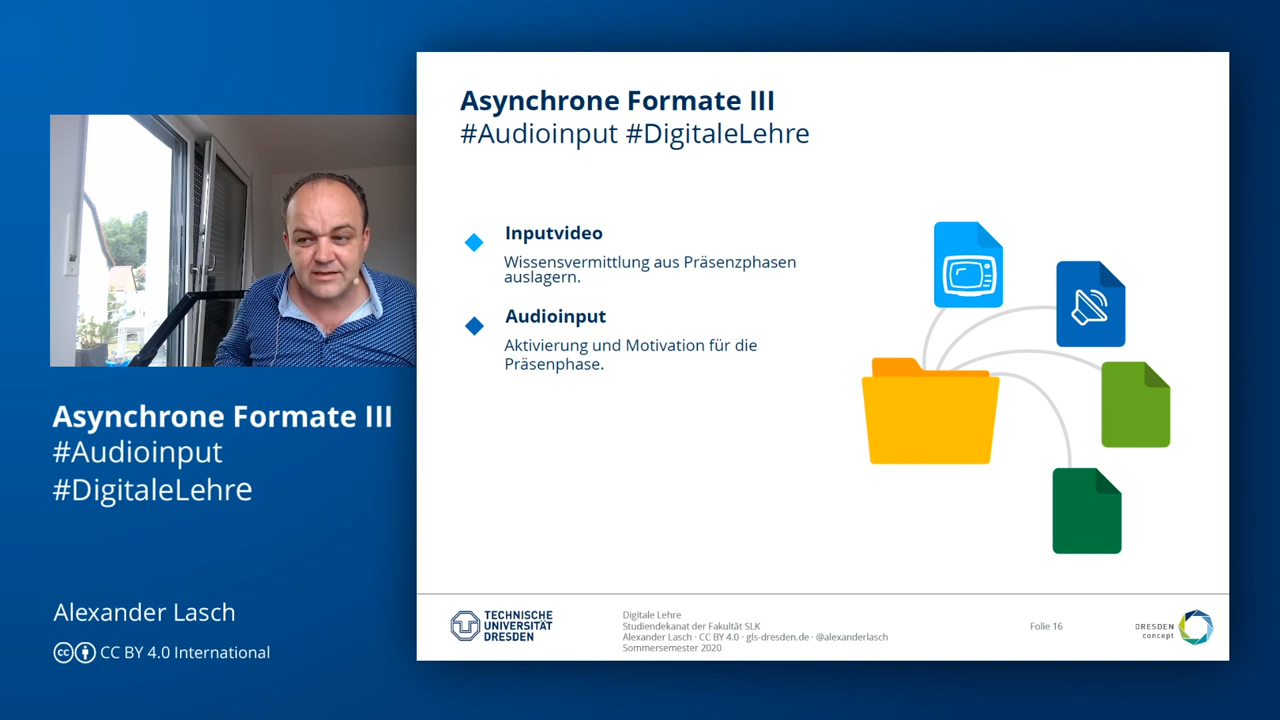 Asynchrone Formate III
#Audioinput #DigitaleLehre
Inputvideo
Wissensvermittlung aus Präsenzphasen
auslagern.
Audioinput
Aktivierung und Motivation für die
Präsenphase.
Asynchrone Formate III
#Audioinput
#DigitaleLehre
Alexander Lasch
CC BY 4.0 International
TECHNISCHE
UNIVERSITÄT
DRESDEN
Digitale Lehre
Studiendekanat der Fakultät SLK
Alexander Lasch · CC BY 4.0 · gls-dresden.de · @alexanderlasch
Sommersemester 2020
Folie 16
DRESDEN
concept